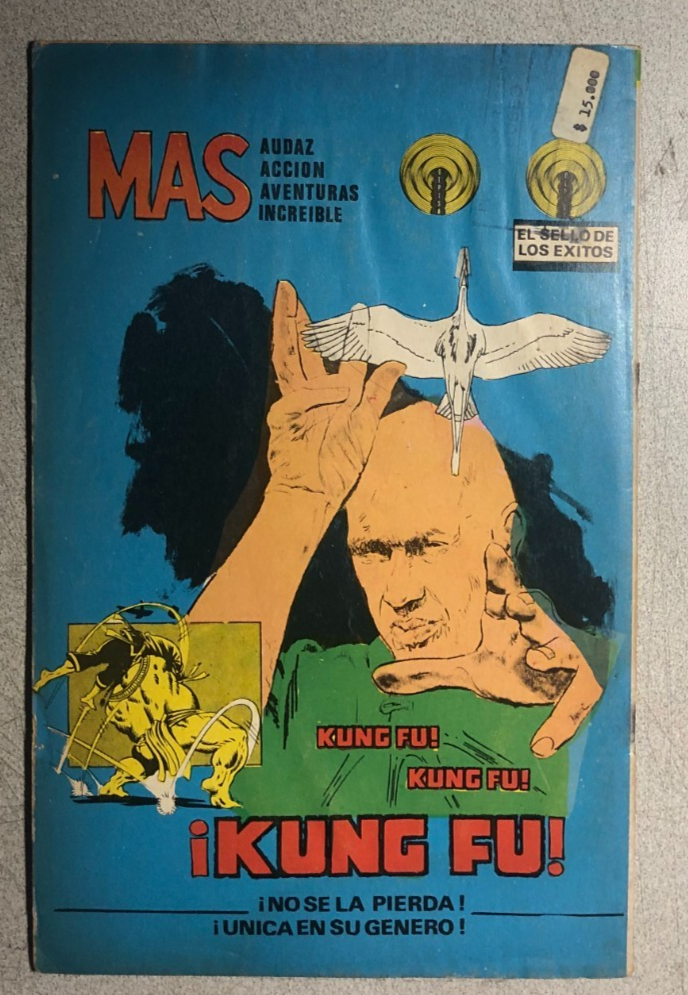 MAS
AUDAZ
ACCION
AVENTURAS
INCREIBLE
$ 15.000
EL SELLO DE
LOS EXITOS
KUNG FU!
KUNG FU!
¡KUNG FU!
¡NO SE LA PIERDA!
¡UNICA EN SU GENERO!